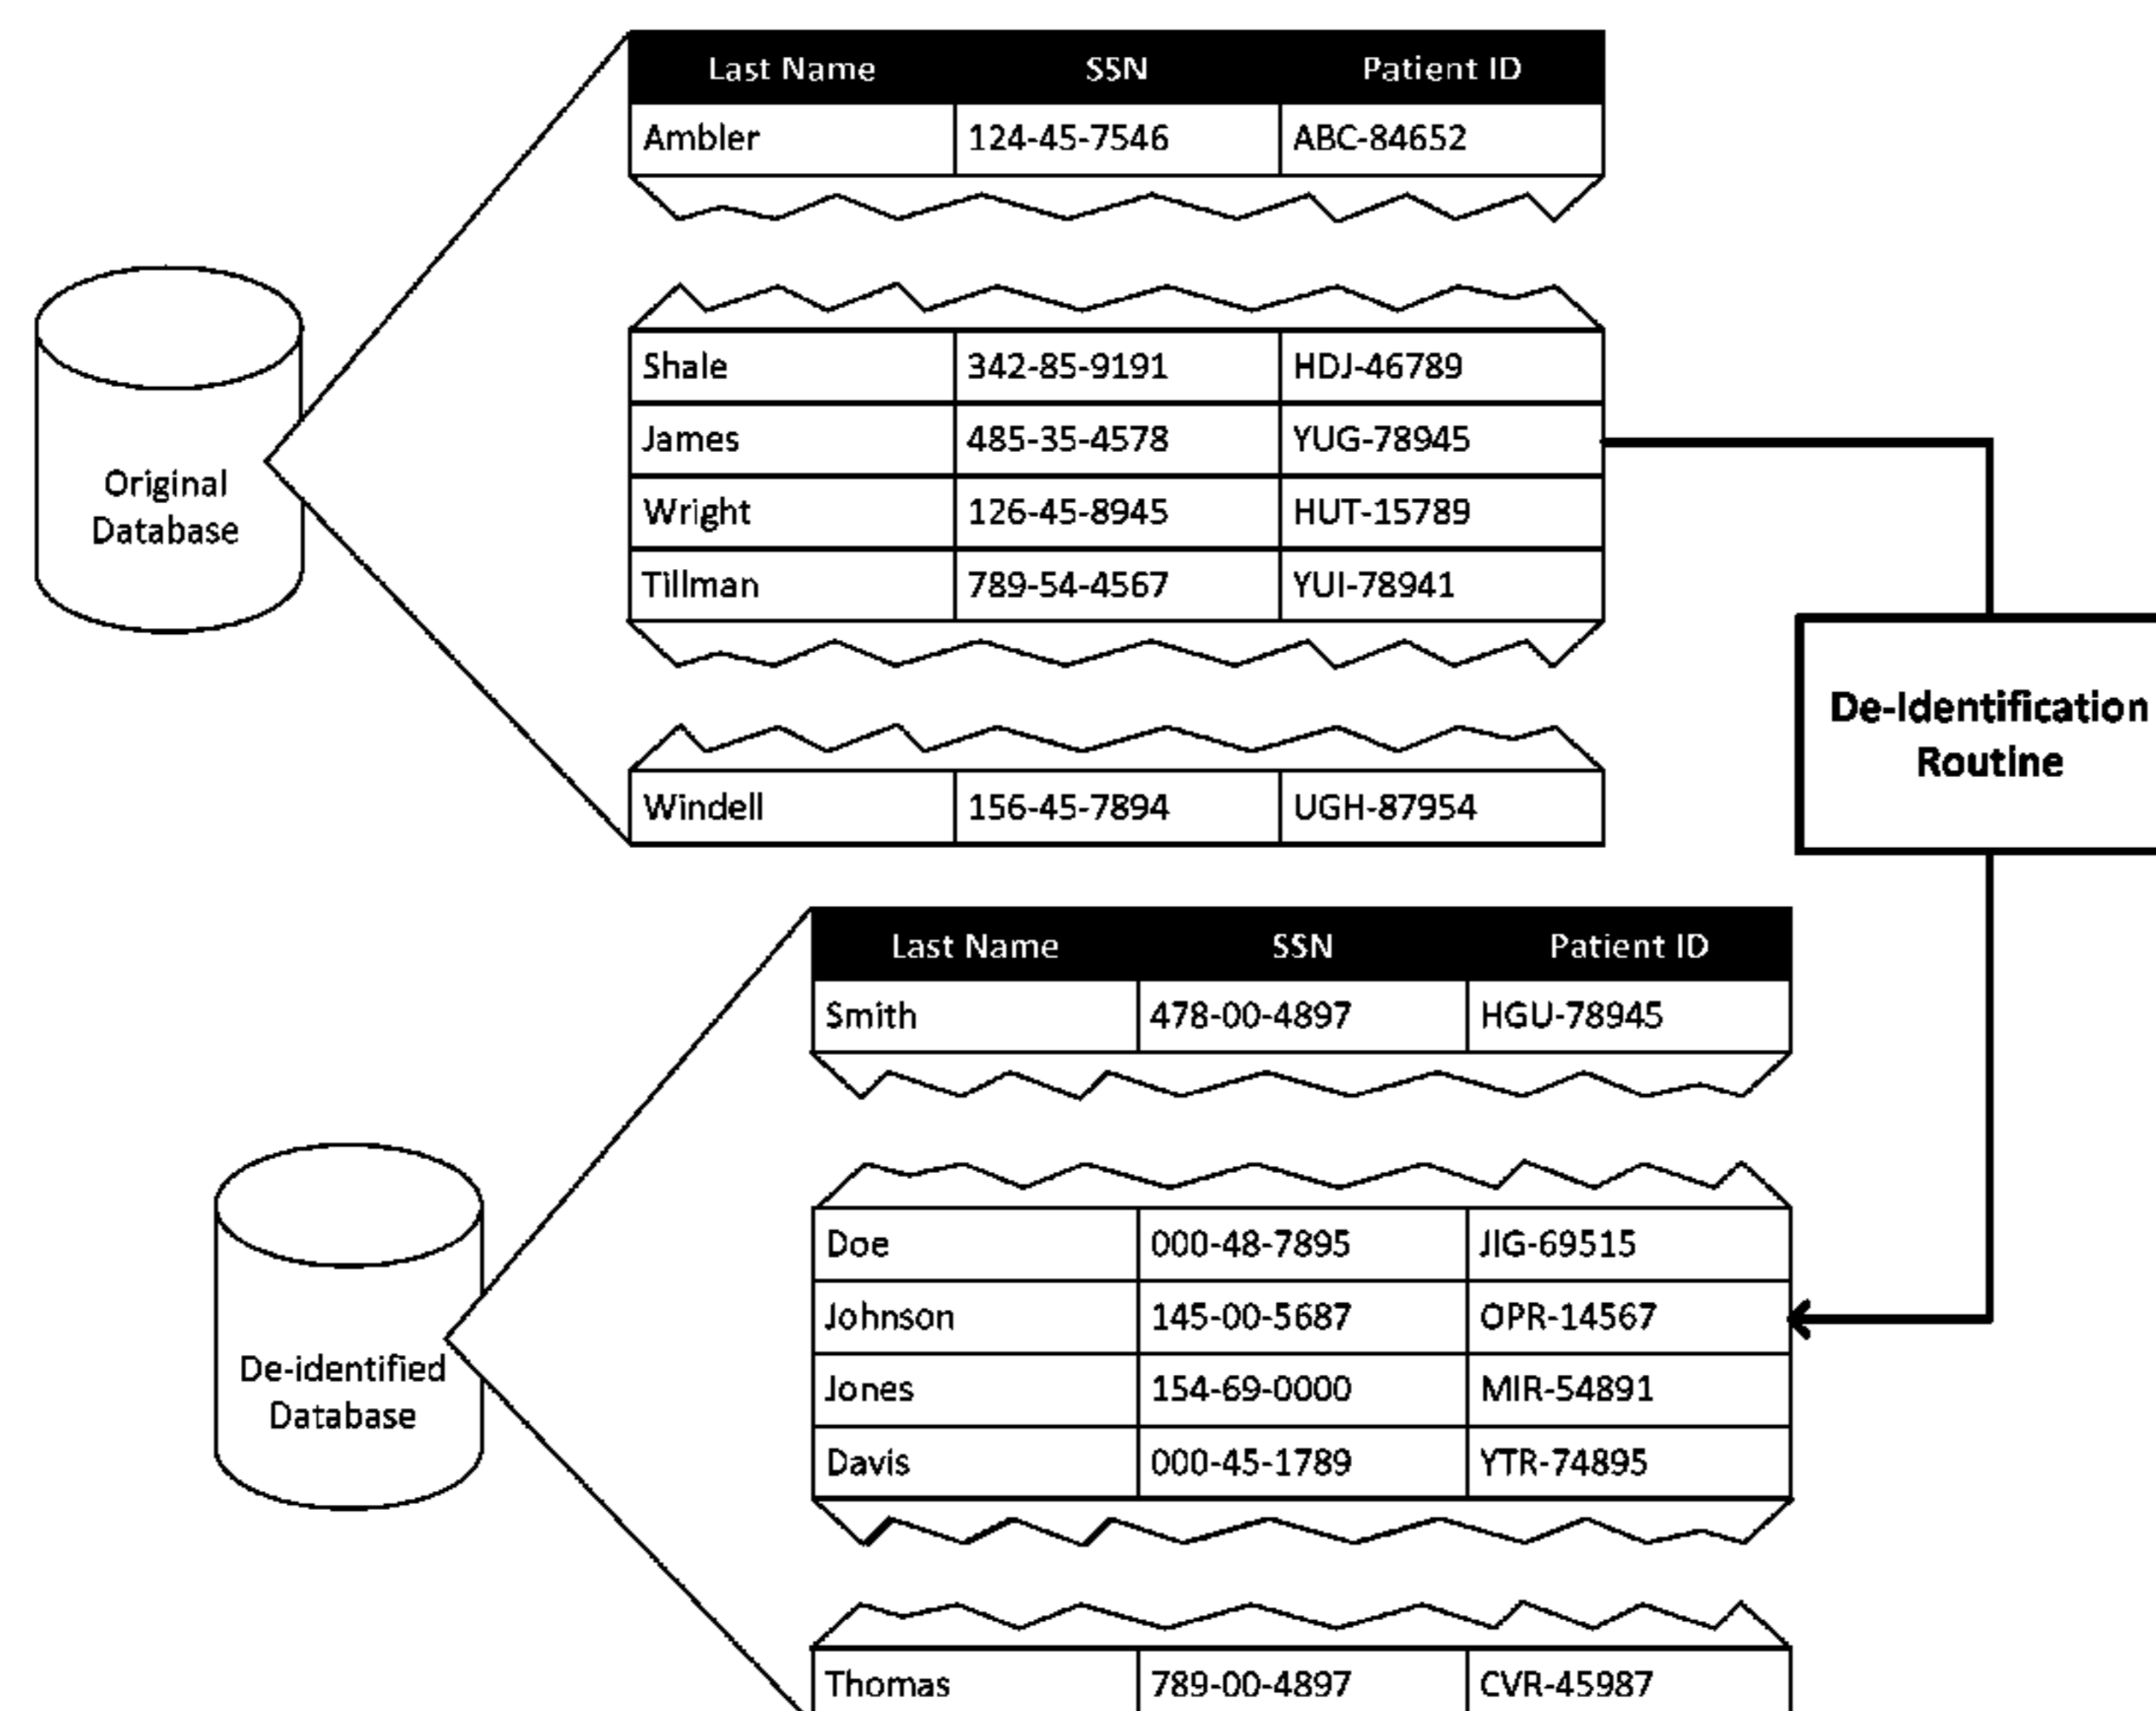 Last Name SSN Patient ID
Ambler 124-45-7546 ABC-84652
Shale 342-85-9191 HDJ-46789
James 485-35-4578 YUG-78945
Wright 126-45-8945 HUT-15789
Tillman 789-54-4567 YUI-78941
Windell 156-45-7894 UGH-87954
Original
Database
De-Identification
Routine
Last Name SSN Patient ID
Smith 478-00-4897 HGU-78945
Doe 000-48-7895 JIG-69515
Johnson 145-00-5687 OPR-14567
Jones 154-69-0000 MIR-54891
Davis 000-45-1789 YTR-74895
Thomas 789-00-4897 CVR-45987
De-identified
Database